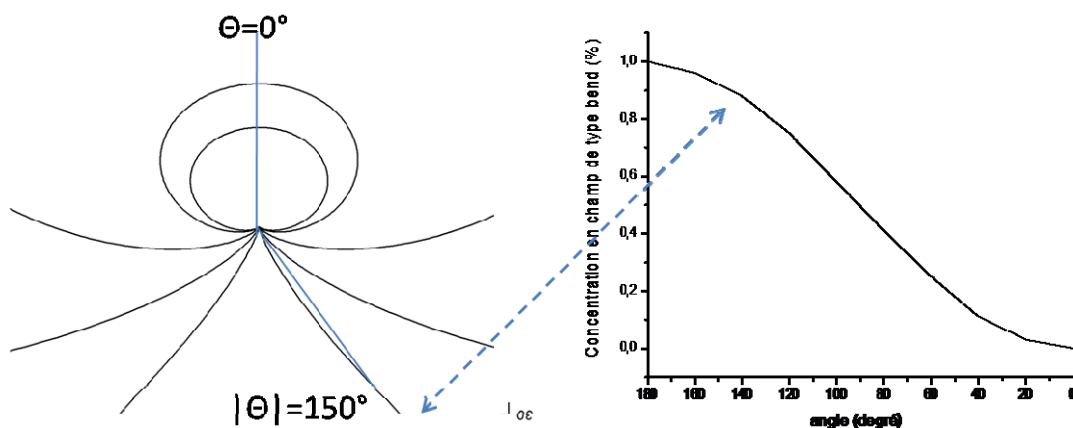 Θ=0°
|Θ|=150°
Concentration en champ de type bend (%)
1,0
0,8
0,6
0,4
0,2
0,0
180 160 140 120 100 80 60 40 20
angle (degré)